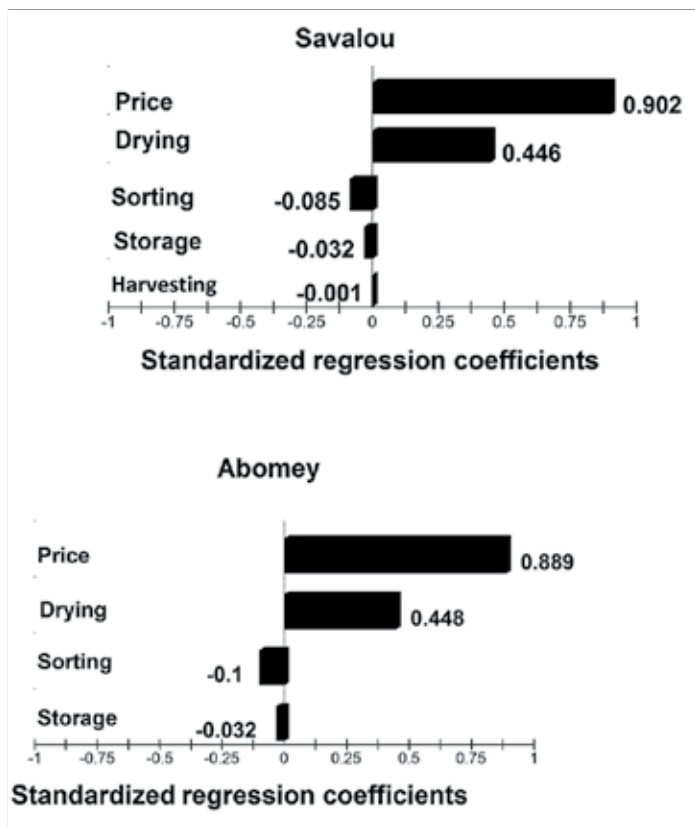 Savalou
Price
0.902
Drying
0.446
Sorting
-0.085
Storage
-0.032
Harvesting
-0.001
-1 -0.75 -0.5 -0.25 0 0.25 0.5 0.75 1
Standardized regression coefficients
Abomey
Price
0.889
Drying
0.448
Sorting
-0.1
Storage
-0.032
-1 -0.75 -0.5 -0.25 0 0.25 0.5 0.75 1
Standardized regression coefficients